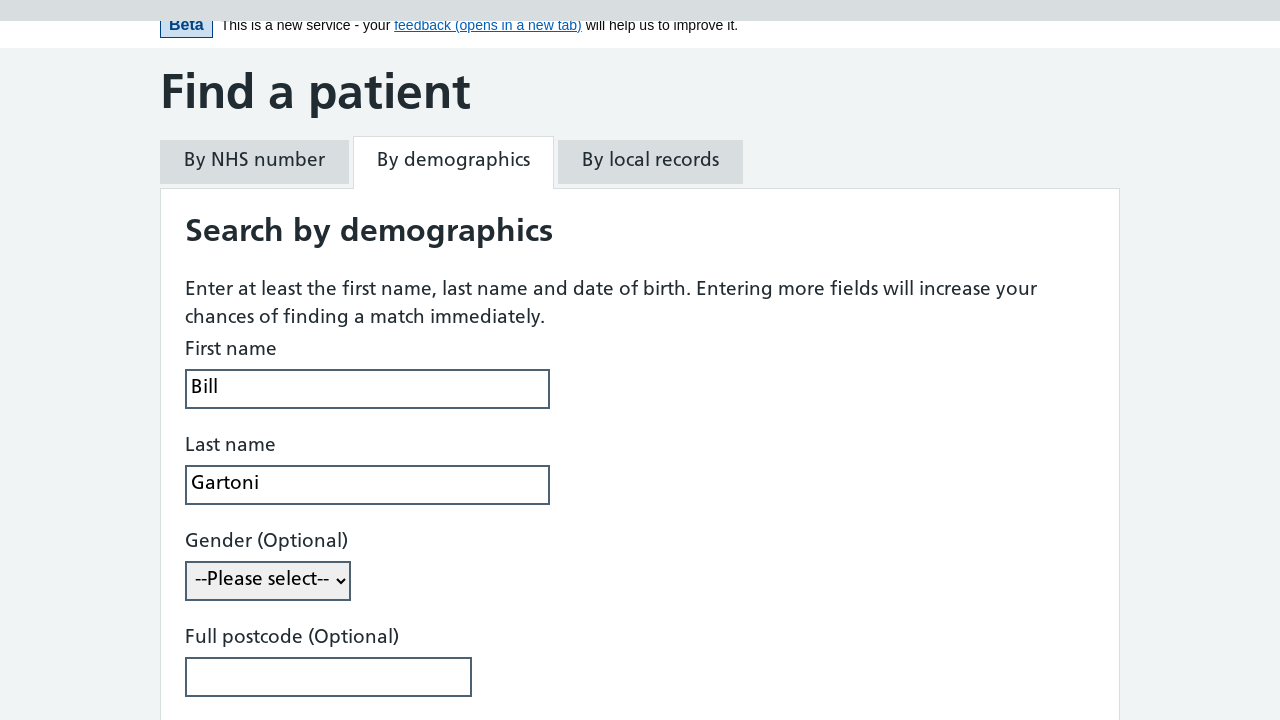 Beta This is a new service - your feedback (opens in a new tab) will help us to improve it.
Find a patient
By NHS number By demographics By local records
Search by demographics
Enter at least the first name, last name and date of birth. Entering more fields will increase your
chances of finding a match immediately.
First name
Bill
Last name
Gartoni
Gender (Optional)
--Please select--
Full postcode (Optional)